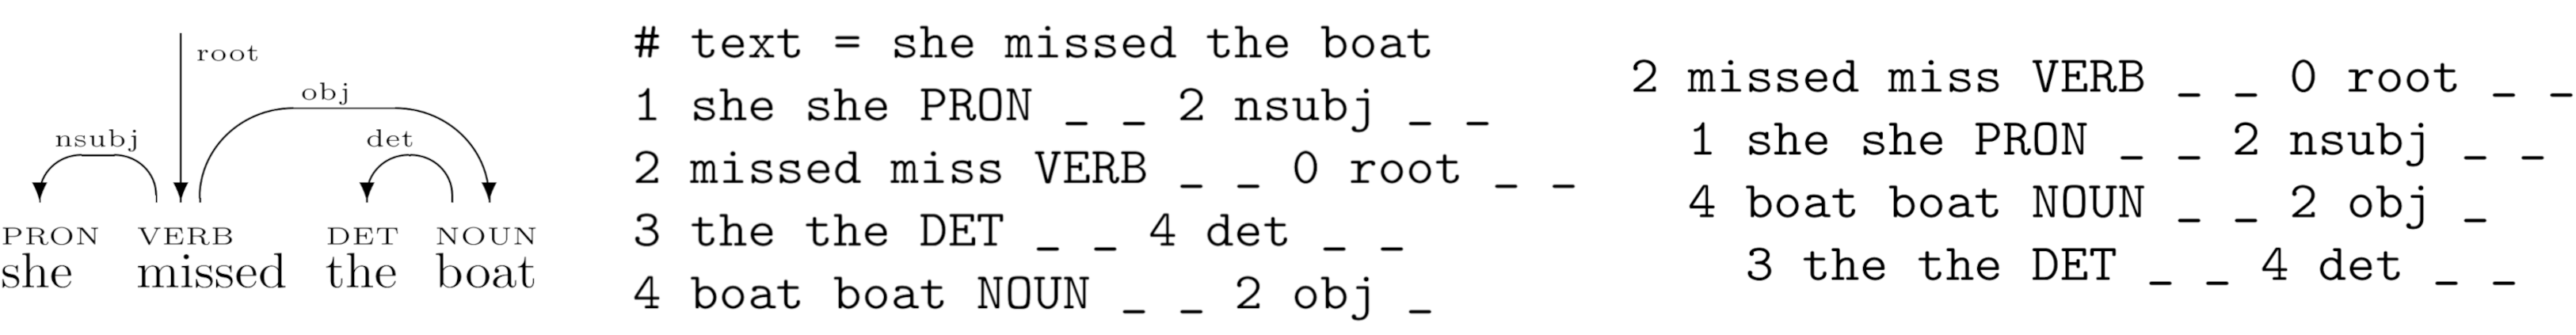 root
obj
nsubj det
PRON VERB DET NOUN
she missed the boat
# text = she missed the boat
1 she she PRON _ _ 2 nsubj _ _
2 missed miss VERB _ _ 0 root _ _
3 the the DET _ _ 4 det _ _
4 boat boat NOUN _ _ 2 obj _
2 missed miss VERB _ _ 0 root _ _
1 she she PRON _ _ 2 nsubj _ _
4 boat boat NOUN _ _ 2 obj _
3 the the DET _ _ 4 det _ _